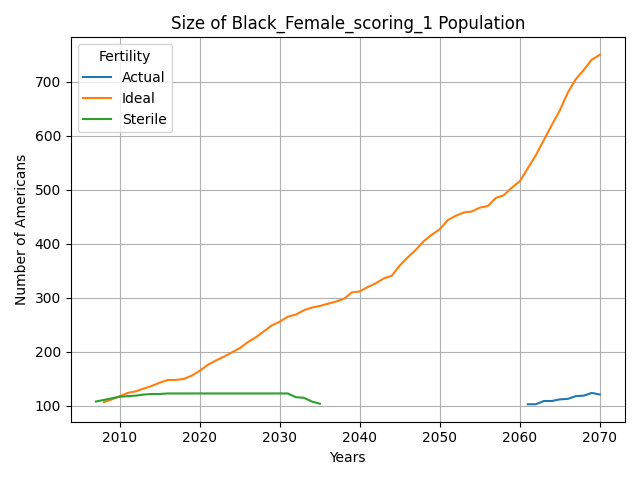 Size of Black_Female_scoring_1 Population
Fertility
Actual
Ideal
Sterile
Number of Americans
700
600
500
400
300
200
100
2010 2020 2030 2040 2050 2060 2070
Years